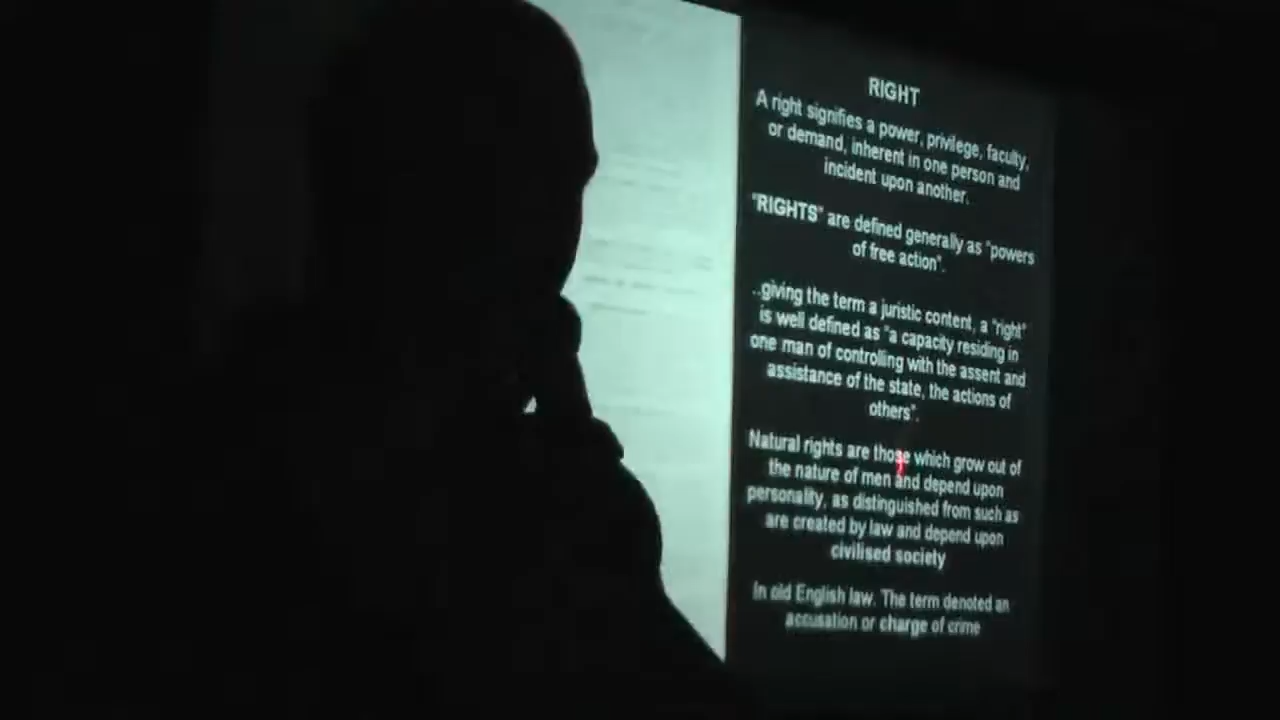 RIGHT
A right signifies a power, privilege, faculty,
or demand, inherent in one person and
incident upon another.
"RIGHTS" are defined generally as "powers
of free action".
..giving the term a juristic content, a "right"
is well defined as "a capacity residing in
one man of controlling with the assent and
assistance of the state, the actions of
others".
Natural rights are those which grow out of
the nature of men and depend upon
personality, as distinguished from such as
are created by law and depend upon
civilised society
In old English law. The term denoted an
accusation or charge of crime